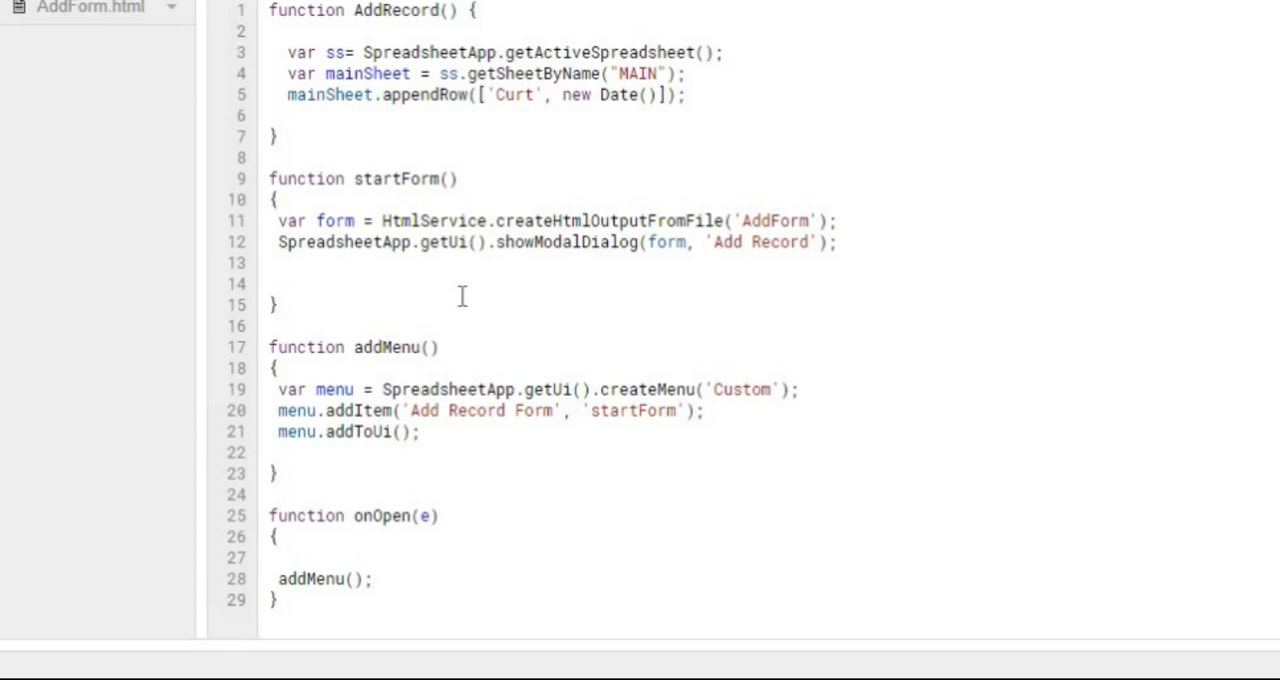 AddForm.html
1 function AddRecord() {
2
3 var ss= SpreadsheetApp.getActiveSpreadsheet();
4 var mainSheet = ss.getSheetByName("MAIN");
5 mainSheet.appendRow(['Curt', new Date()]);
6
7 }
8
9 function startForm()
10 {
11 var form = HtmlService.createHtmlOutputFromFile('AddForm');
12 SpreadsheetApp.getUi().showModalDialog(form, 'Add Record');
13
14
15 }
16
17 function addMenu()
18 {
19 var menu = SpreadsheetApp.getUi().createMenu('Custom');
20 menu.addItem('Add Record Form', 'startForm');
21 menu.addToUi();
22
23 }
24
25 function onOpen(e)
26 {
27
28 addMenu();
29 }